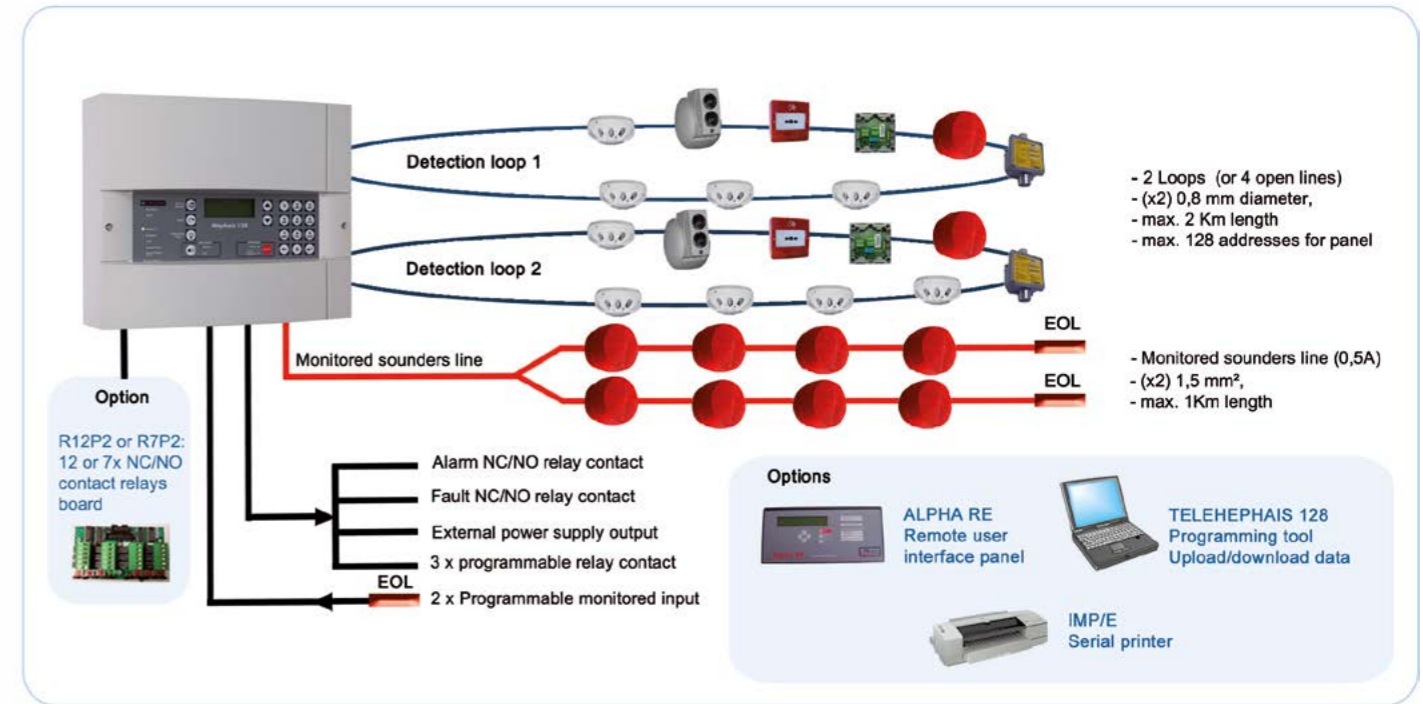 Detection loop 1
Detection loop 2
- 2 Loops (or 4 open lines)
- (x2) 0,8 mm diameter,
- max. 2 Km length
- max. 128 addresses for panel
Monitored sounders line
EOL
EOL
- Monitored sounders line (0,5A)
- (x2) 1,5 mm²,
- max. 1Km length
Option
R12P2 or R7P2:
12 or 7x NC/NO
contact relays
board
Alarm NC/NO relay contact
Fault NC/NO relay contact
External power supply output
3 x programmable relay contact
EOL
2 x Programmable monitored input
Options
ALPHA RE
Remote user
interface panel
TELEHEPHAIS 128
Programming tool
Upload/download data
IMP/E
Serial printer